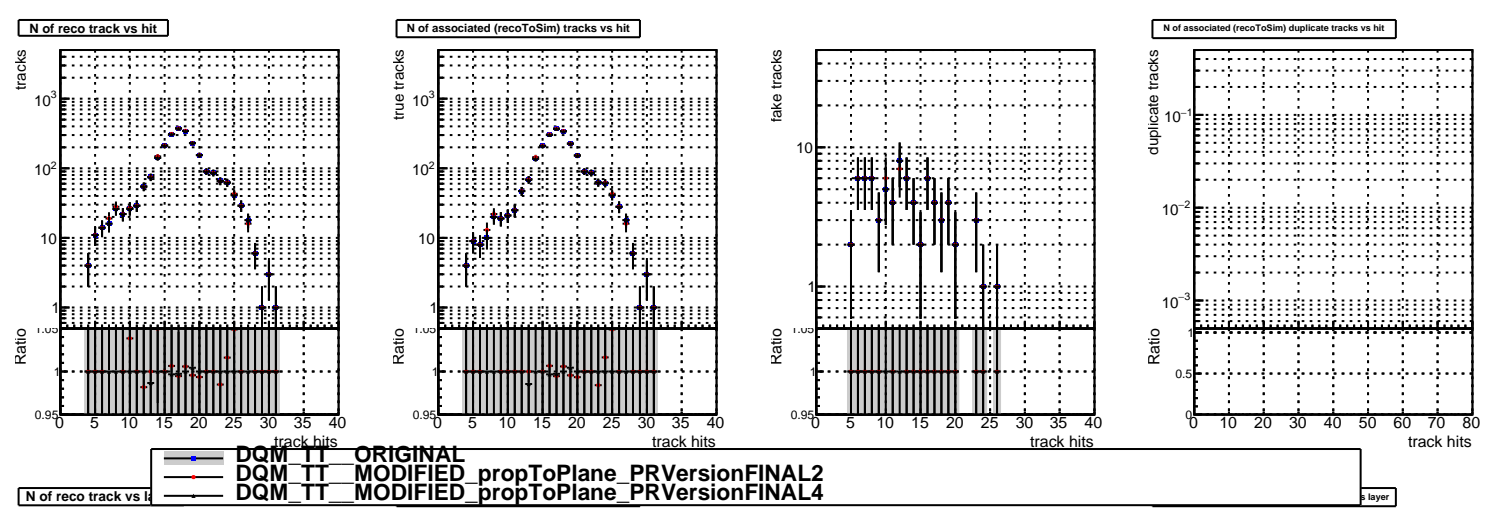 N of reco track vs hit
N of associated (recoToSim) tracks vs hit
N of associated (recoToSim) duplicate tracks vs hit
tracks
10³
10²
10
1
Ratio
1.05
1
0.95
0 5 10 15 20 25 30 35 40
track hits
true tracks
10³
10²
10
1
Ratio
1.05
1
0.95
0 5 10 15 20 25 30 35 40
track hits
fake tracks
10
1
Ratio
1.05
1
0.95
0 5 10 15 20 25 30 35 40
track hits
duplicate tracks
10⁻¹
10⁻²
10⁻³
Ratio
1
0.5
0
0 10 20 30 40 50 60 70 80
track hits
DQM_TT__ORIGINAL
DQM_TT__MODIFIED_propToPlane_PRVersionFINAL2
DQM_TT__MODIFIED_propToPlane_PRVersionFINAL4
N of reco track vs la
s layer